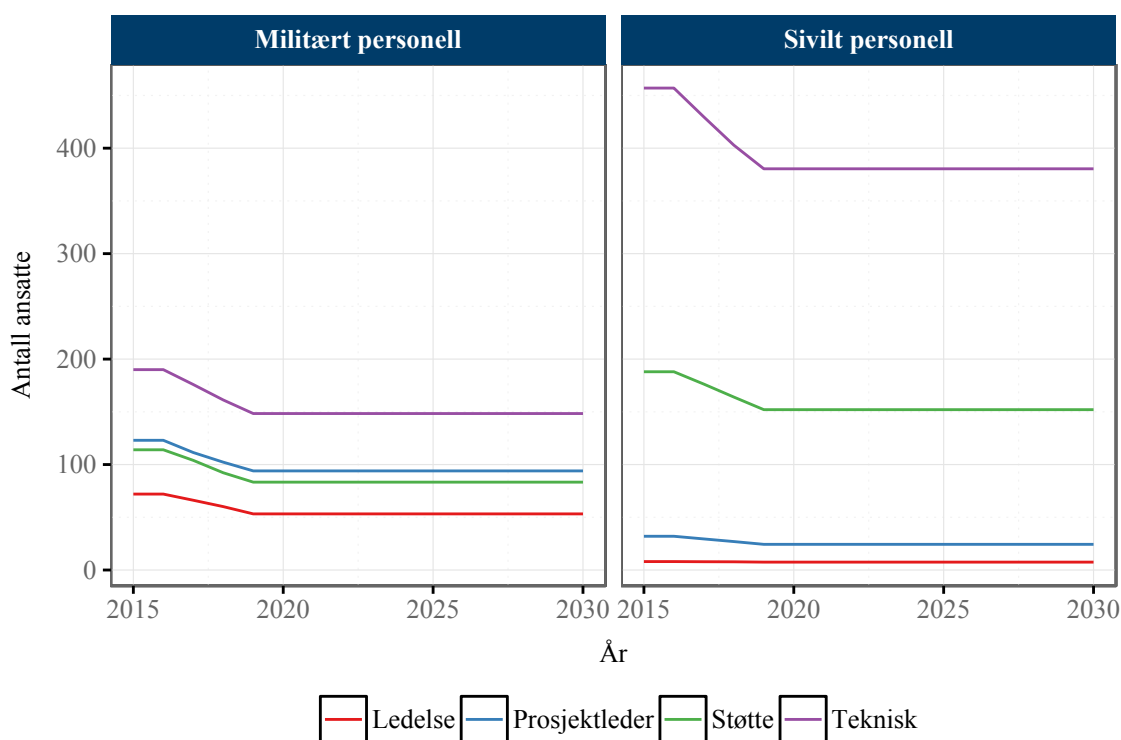 Militært personell
Sivilt personell
Antall ansatte
400
300
200
100
0
2015 2020 2025 2030
2015 2020 2025 2030
År
Ledelse Prosjektleder Støtte Teknisk